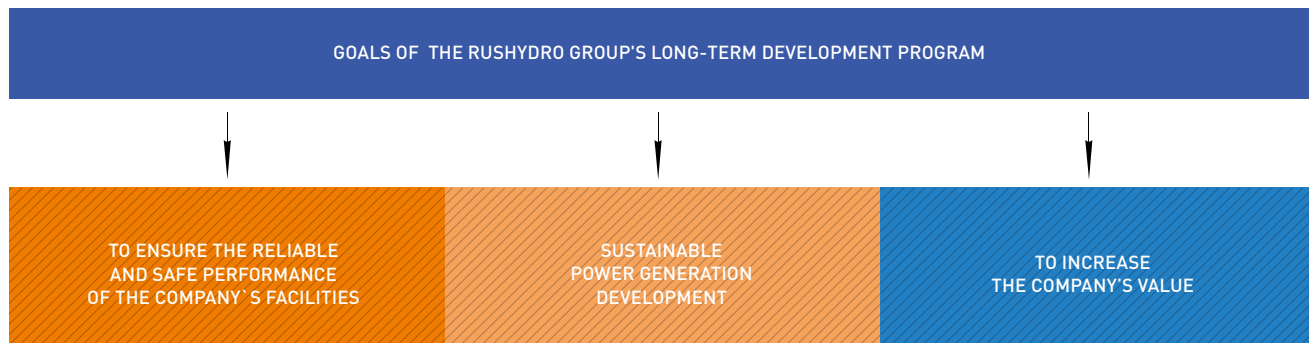 GOALS OF THE RUSHYDRO GROUP'S LONG-TERM DEVELOPMENT PROGRAM
TO ENSURE THE RELIABLE
AND SAFE PERFORMANCE
OF THE COMPANY`S FACILITIES
SUSTAINABLE
POWER GENERATION
DEVELOPMENT
TO INCREASE
THE COMPANY’S VALUE